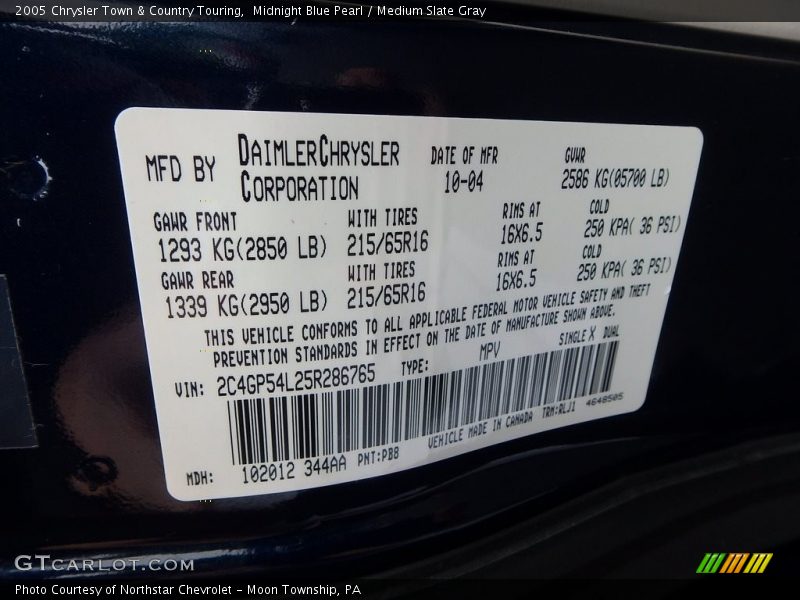 2005 Chrysler Town & Country Touring, Midnight Blue Pearl / Medium Slate Gray
MFD BY DAIMLERCHRYSLER CORPORATION DATE OF MFR 10-04 GVWR 2586 KG(05700 LB)
GAWR FRONT WITH TIRES RIMS AT COLD
1293 KG(2850 LB) 215/65R16 16X6.5 250 KPA( 36 PSI)
GAWR REAR WITH TIRES RIMS AT COLD
1339 KG(2950 LB) 215/65R16 16X6.5 250 KPA( 36 PSI)
THIS VEHICLE CONFORMS TO ALL APPLICABLE FEDERAL MOTOR VEHICLE SAFETY AND THEFT
PREVENTION STANDARDS IN EFFECT ON THE DATE OF MANUFACTURE SHOWN ABOVE.
VIN: 2C4GP54L25R286765 TYPE: MPV SINGLE X DUAL
MDH: 102012 344AA PNT:PB8 VEHICLE MADE IN CANADA TRM:RLJ1 4648505
GTCARLOT.COM
Photo Courtesy of Northstar Chevrolet - Moon Township, PA